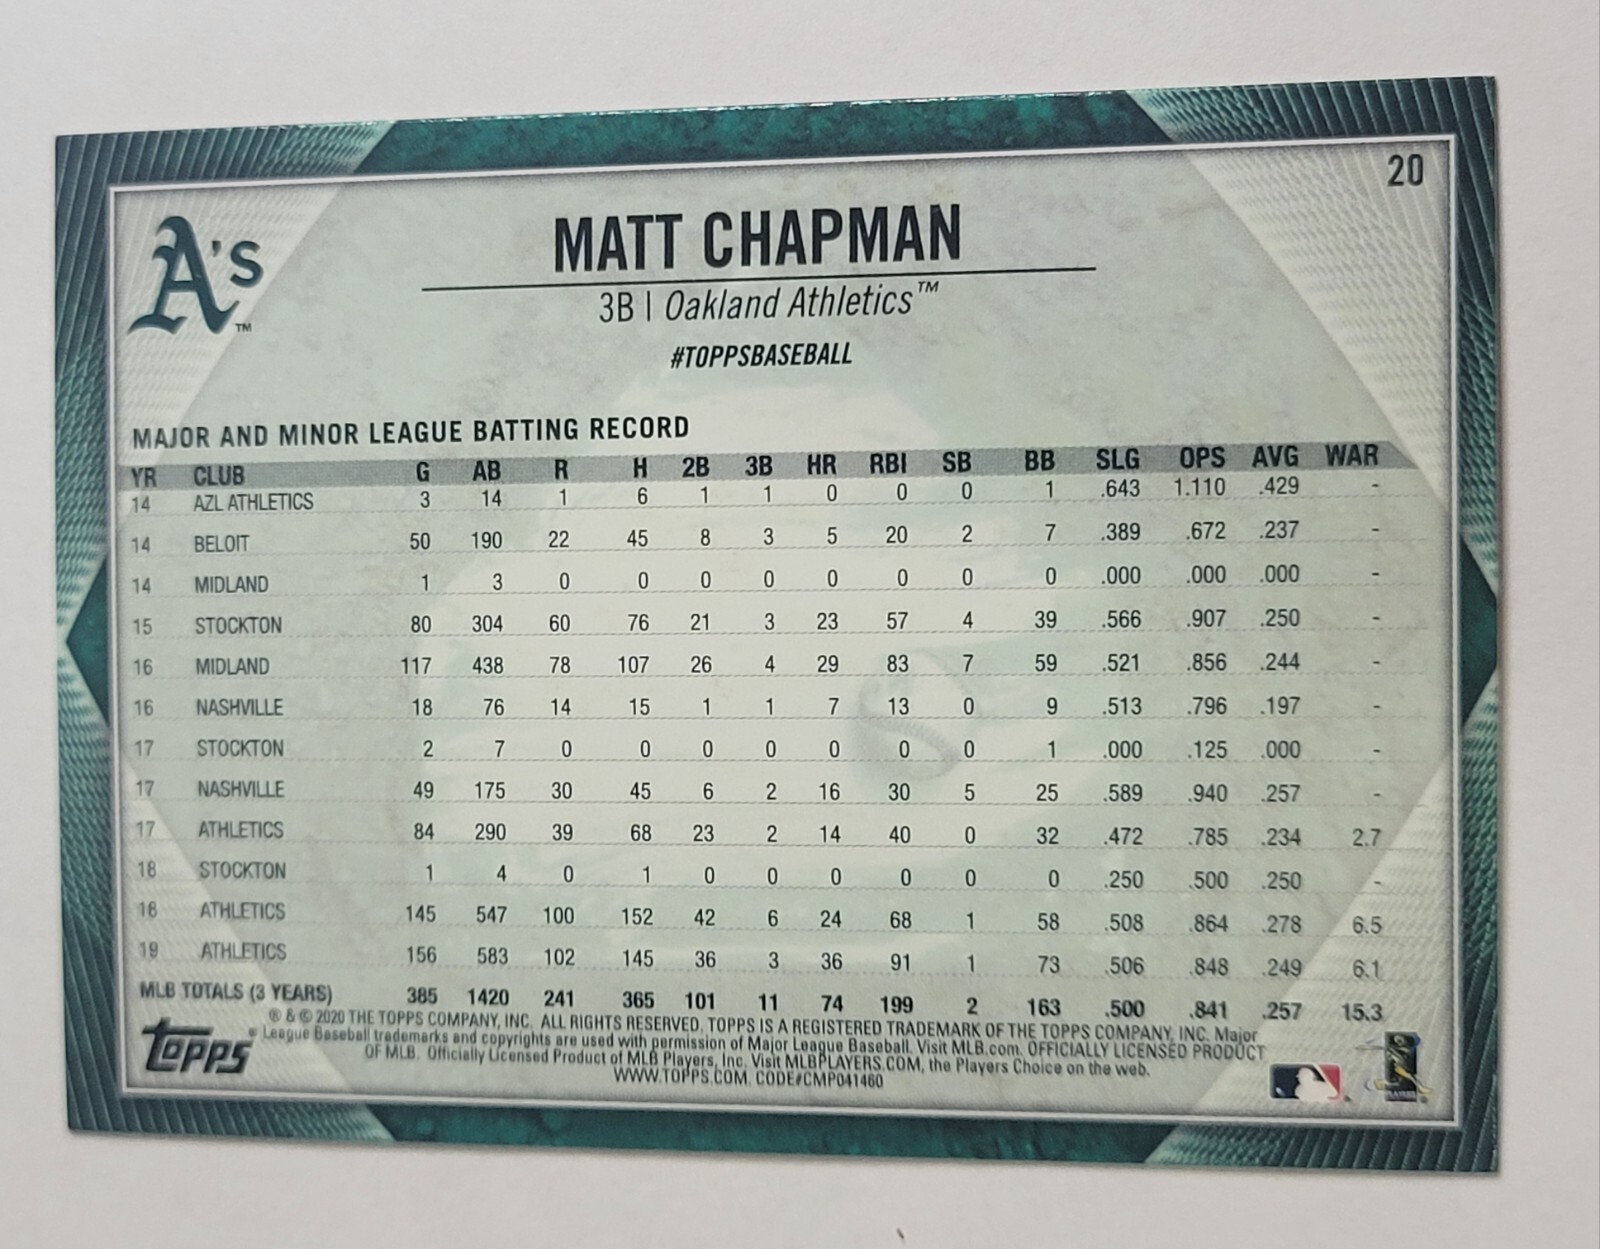 20
A's™
MATT CHAPMAN
3B | Oakland Athletics™
#TOPPSBASEBALL
MAJOR AND MINOR LEAGUE BATTING RECORD
YR CLUB G AB R H 2B 3B HR RBI SB BB SLG OPS AVG WAR
14 AZL ATHLETICS 3 14 1 6 1 1 0 0 0 1 .643 1.110 .429 -
14 BELOIT 50 190 22 45 8 3 5 20 2 7 .389 .672 .237 -
14 MIDLAND 1 3 0 0 0 0 0 0 0 0 .000 .000 .000 -
15 STOCKTON 80 304 60 76 21 3 23 57 4 39 .566 .907 .250 -
16 MIDLAND 117 438 78 107 26 4 29 83 7 59 .521 .856 .244 -
16 NASHVILLE 18 76 14 15 1 1 7 13 0 9 .513 .796 .197 -
17 STOCKTON 2 7 0 0 0 0 0 0 0 1 .000 .125 .000 -
17 NASHVILLE 49 175 30 45 6 2 16 30 5 25 .589 .940 .257 -
17 ATHLETICS 84 290 39 68 23 2 14 40 0 32 .472 .785 .234 2.7
18 STOCKTON 1 4 0 1 0 0 0 0 0 0 .250 .500 .250 -
18 ATHLETICS 145 547 100 152 42 6 24 68 1 58 .508 .864 .278 6.5
19 ATHLETICS 156 583 102 145 36 3 36 91 1 73 .506 .848 .249 6.1
MLB TOTALS (3 YEARS) 385 1420 241 365 101 11 74 199 2 163 .500 .841 .257 15.3
topps®
® & © 2020 THE TOPPS COMPANY, INC. ALL RIGHTS RESERVED. TOPPS IS A REGISTERED TRADEMARK OF THE TOPPS COMPANY, INC. Major
League Baseball trademarks and copyrights are used with permission of Major League Baseball. Visit MLB.com. OFFICIALLY LICENSED PRODUCT
OF MLB. Officially Licensed Product of MLB Players, Inc. Visit MLBPLAYERS.COM, the Players Choice on the web.
WWW.TOPPS.COM. CODE#CMP041460